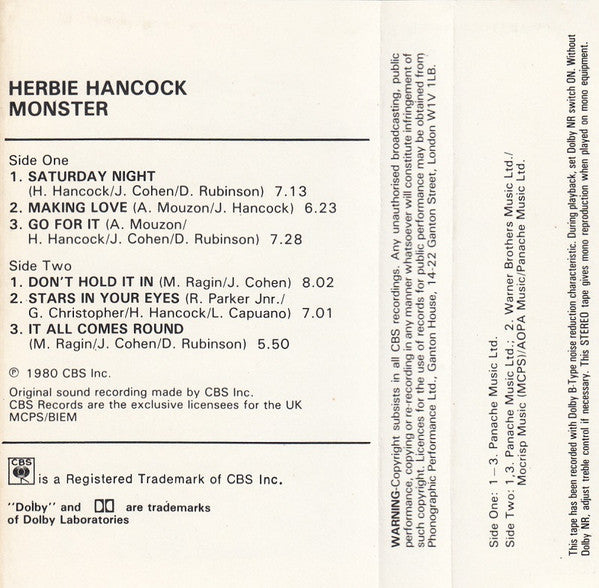 HERBIE HANCOCK
MONSTER
Side One
1. SATURDAY NIGHT
(H. Hancock/J. Cohen/D. Rubinson) 7.13
2. MAKING LOVE (A. Mouzon/J. Hancock) 6.23
3. GO FOR IT (A. Mouzon/
H. Hancock/J. Cohen/D. Rubinson) 7.28
Side Two
1. DON'T HOLD IT IN (M. Ragin/J. Cohen) 8.02
2. STARS IN YOUR EYES (R. Parker Jnr./
G. Christopher/H. Hancock/L. Capuano) 7.01
3. IT ALL COMES ROUND
(M. Ragin/J. Cohen/D. Rubinson) 5.50
℗ 1980 CBS Inc.
Original sound recording made by CBS Inc.
CBS Records are the exclusive licensees for the UK
MCPS/BIEM
CBS
is a Registered Trademark of CBS Inc.
"Dolby" and are trademarks
of Dolby Laboratories
WARNING-Copyright subsists in all CBS recordings. Any unauthorised broadcasting, public
performance, copying or re-recording in any manner whatsoever will constitute infringement of
such copyright. Licences for the use of records for public performance may be obtained from
Phonographic Performance Ltd., Ganton House, 14-22 Ganton Street, London W1V 1LB.
Side One: 1–3. Panache Music Ltd.
Side Two: 1,3. Panache Music Ltd.; 2. Warner Brothers Music Ltd./
Mocrisp Music (MCPS)/AOPA Music/Panache Music Ltd.
This tape has been recorded with Dolby B-Type noise reduction characteristic. During playback, set Dolby NR switch ON. Without
Dolby NR, adjust treble control if necessary. This STEREO tape gives mono reproduction when played on mono equipment.